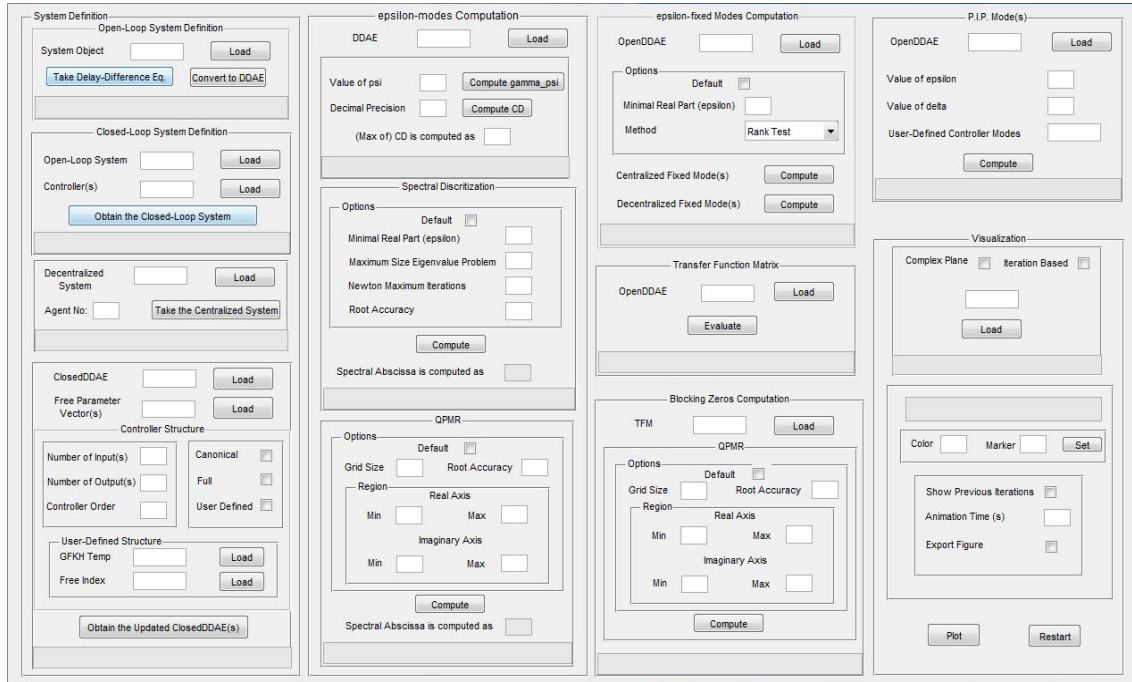 System Definition
Open-Loop System Definition
System Object Load
Take Delay-Difference Eq. Convert to DDAE
Closed-Loop System Definition
Open-Loop System Load
Controller(s) Load
Obtain the Closed-Loop System
Decentralized System Load
Agent No: Take the Centralized System
ClosedDDAE Load
Free Parameter Vector(s) Load
Controller Structure
Number of Input(s)
Number of Output(s)
Controller Order
Canonical
Full
User Defined
User-Defined Structure
GFKH Temp Load
Free Index Load
Obtain the Updated ClosedDDAE(s)
epsilon-modes Computation
DDAE Load
Value of psi Compute gamma_psi
Decimal Precision Compute CD
(Max of) CD is computed as
Spectral Discritization
Options
Default
Minimal Real Part (epsilon)
Maximum Size Eigenvalue Problem
Newton Maximum Iterations
Root Accuracy
Compute
Spectral Abscissa is computed as
QPMR
Options
Default
Grid Size Root Accuracy
Region
Real Axis
Min Max
Imaginary Axis
Min Max
Compute
Spectral Abscissa is computed as
epsilon-fixed Modes Computation
OpenDDAE Load
Options
Default
Minimal Real Part (epsilon)
Method Rank Test
Centralized Fixed Mode(s) Compute
Decentralized Fixed Mode(s) Compute
Transfer Function Matrix
OpenDDAE Load
Evaluate
Blocking Zeros Computation
TFM Load
QPMR
Options
Default
Grid Size Root Accuracy
Region
Real Axis
Min Max
Imaginary Axis
Min Max
Compute
P.I.P. Mode(s)
OpenDDAE Load
Value of epsilon
Value of delta
User-Defined Controller Modes
Compute
Visualization
Complex Plane Iteration Based
Load
Color Marker Set
Show Previous Iterations
Animation Time (s)
Export Figure
Plot Restart